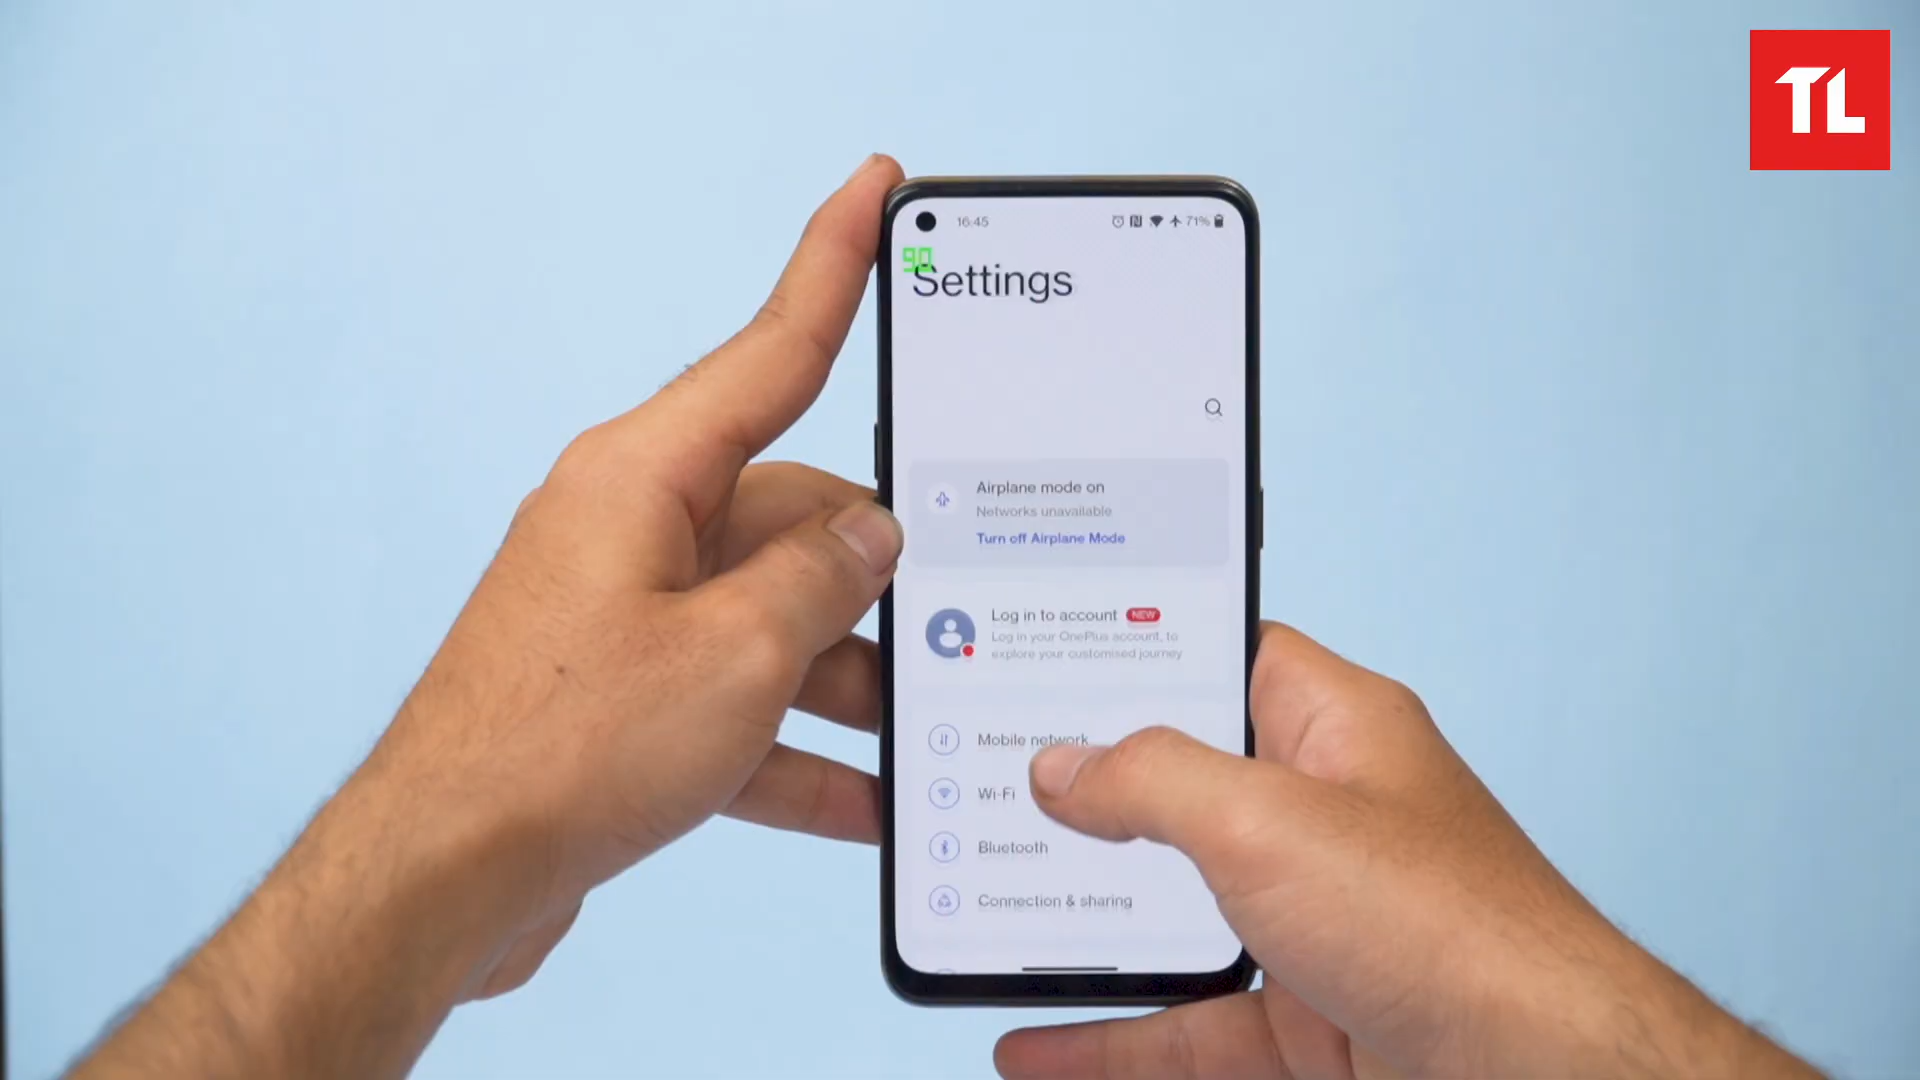 TL
16:45
71%
90
Settings
Airplane mode on
Networks unavailable
Turn off Airplane Mode
Log in to account NEW
Log in your OnePlus account, to
explore your customised journey
Mobile network
Wi-Fi
Bluetooth
Connection & sharing